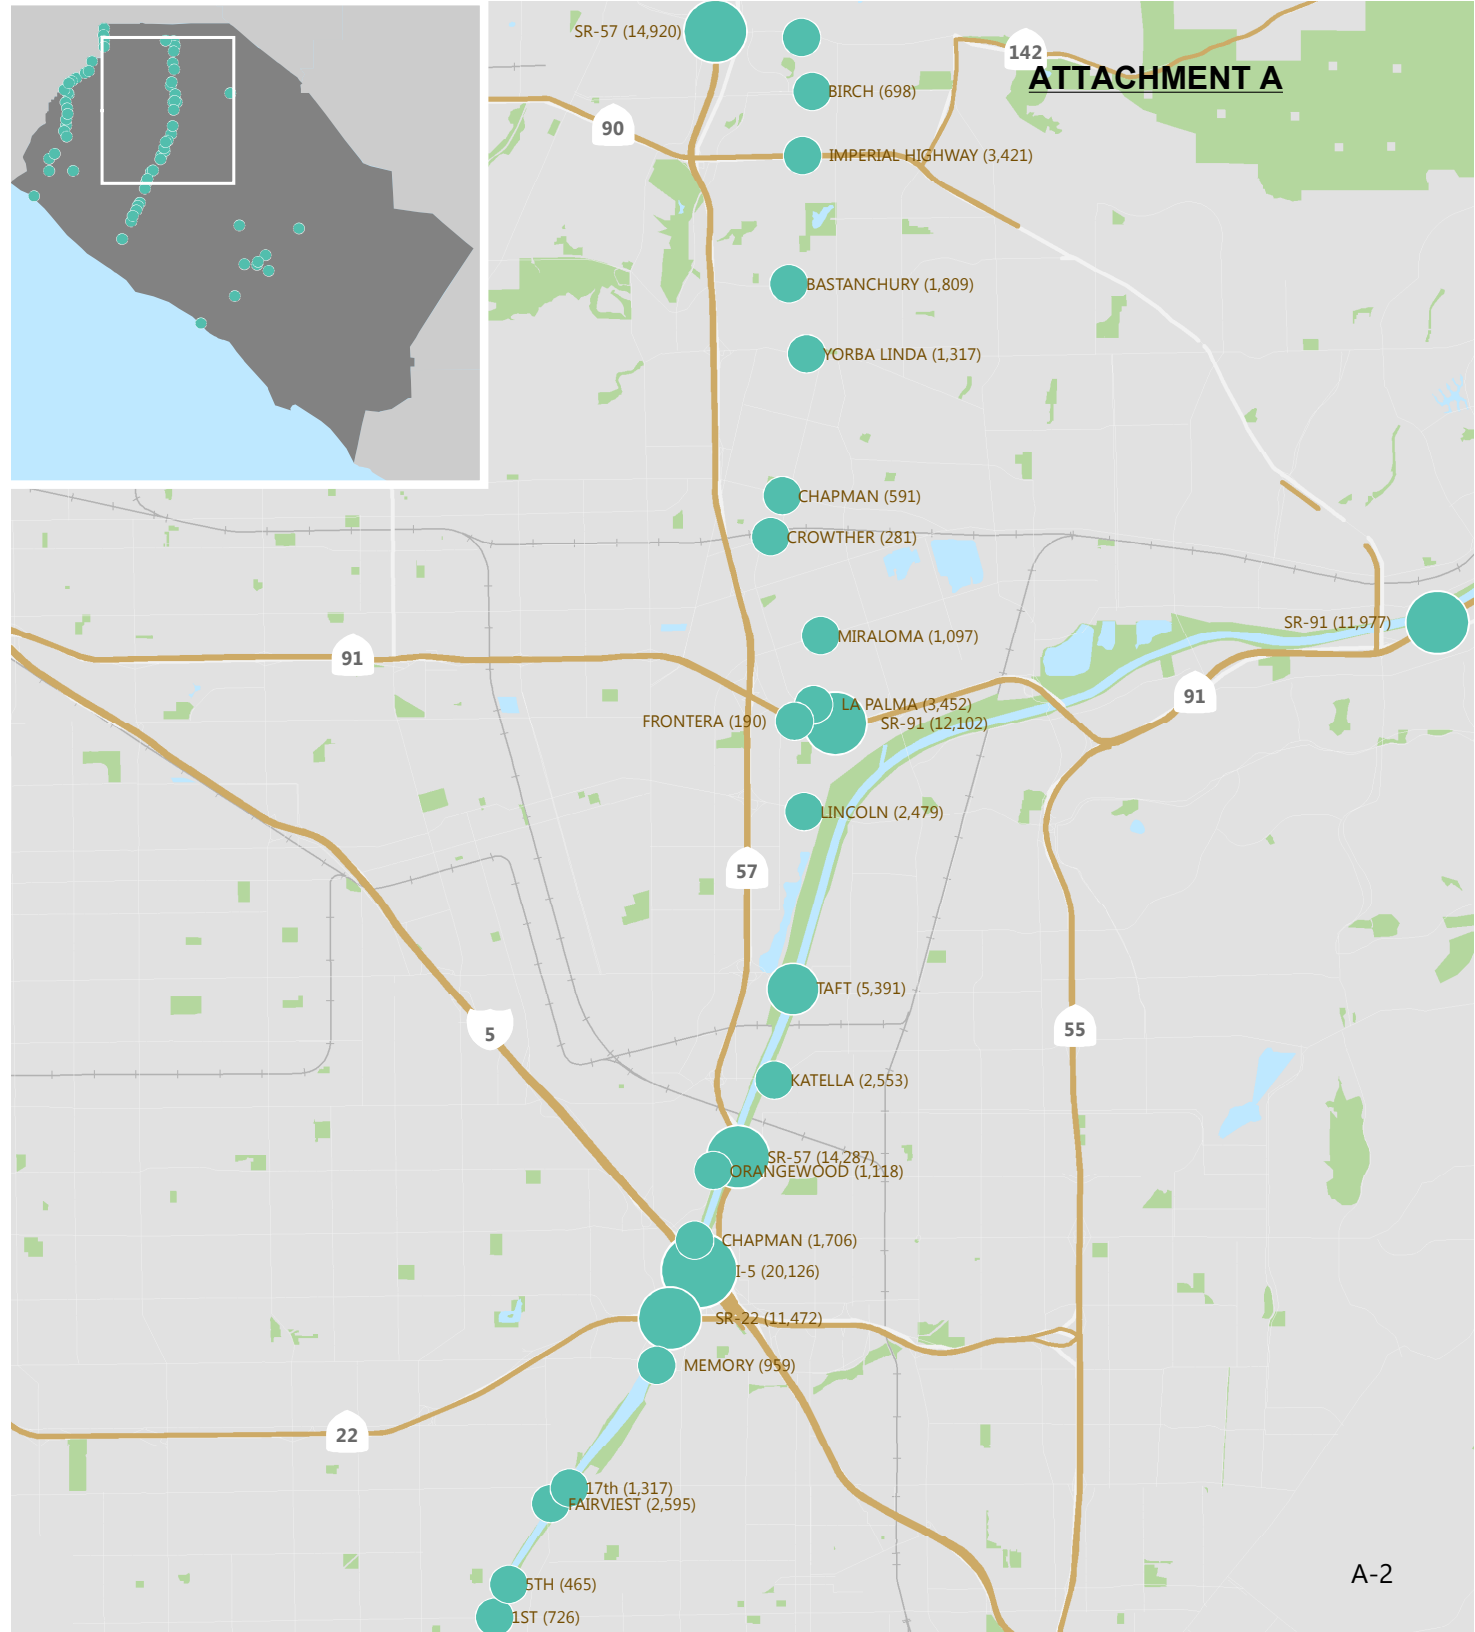 SR-57 (14,920)
142
ATTACHMENT A
BIRCH (698)
90
IMPERIAL HIGHWAY (3,421)
BASTANCHURY (1,809)
YORBA LINDA (1,317)
CHAPMAN (591)
CROWTHER (281)
SR-91 (11,977)
MIRALOMA (1,097)
91
91
LA PALMA (3,452)
FRONTERA (190)
SR-91 (12,102)
LINCOLN (2,479)
57
TAFT (5,391)
5
55
KATELLA (2,553)
SR-57 (14,287)
ORANGEWOOD (1,118)
CHAPMAN (1,706)
I-5 (20,126)
SR-22 (11,472)
MEMORY (959)
22
17th (1,317)
FAIRVIEST (2,595)
A-2
5TH (465)
1ST (726)